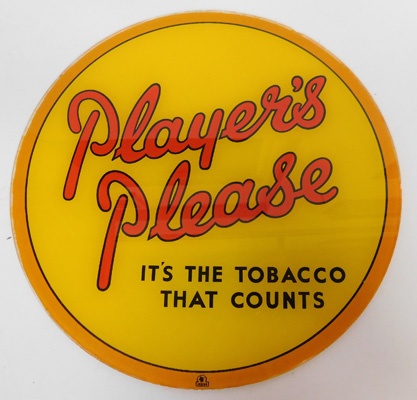 Player's
Please
IT'S THE TOBACCO
THAT COUNTS